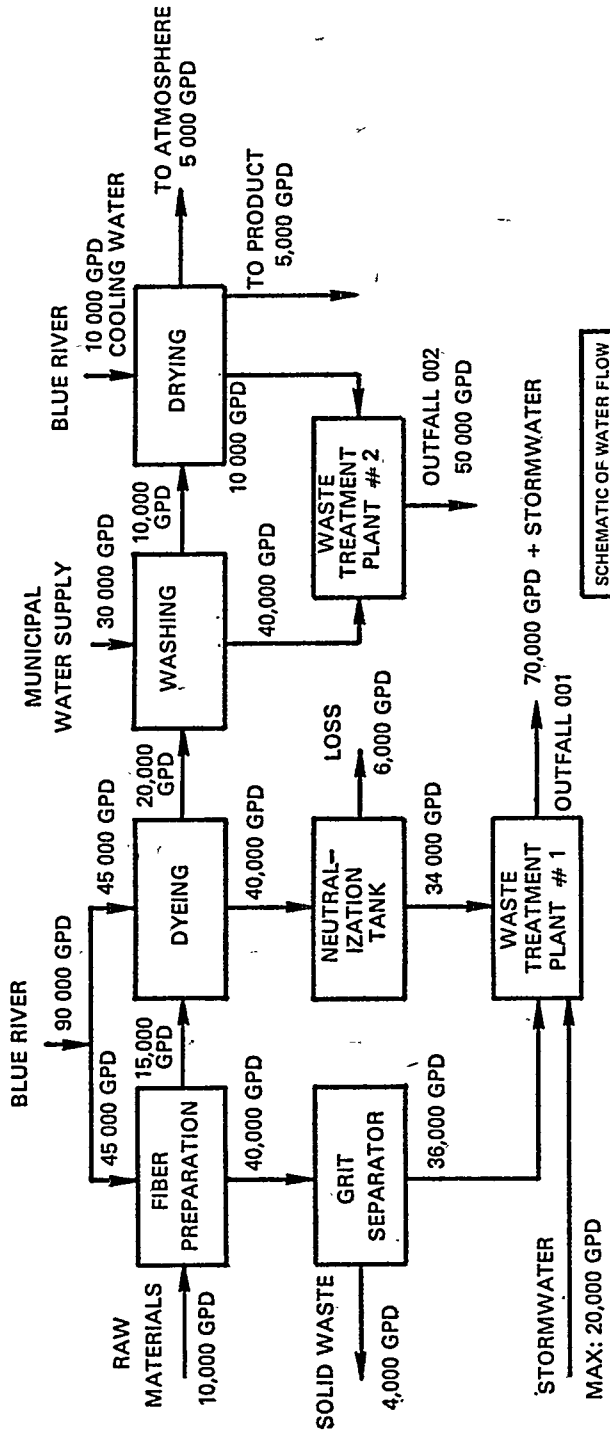 BLUE RIVER
90 000 GPD
45 000 GPD
45 000 GPD
MUNICIPAL
WATER SUPPLY
30 000 GPD
BLUE RIVER
10 000 GPD
COOLING WATER
RAW
MATERIALS
10,000 GPD
FIBER
PREPARATION
15,000
GPD
DYEING
20,000
GPD
WASHING
10,000
GPD
DRYING
TO ATMOSPHERE
5 000 GPD
TO PRODUCT
5,000 GPD
40,000 GPD
40,000 GPD
40,000 GPD
10 000 GPD
SOLID WASTE
4,000 GPD
GRIT
SEPARATOR
36,000 GPD
NEUTRAL–
IZATION
TANK
LOSS
6,000 GPD
34 000 GPD
WASTE
TREATMENT
PLANT # 2
OUTFALL 002
50 000 GPD
STORMWATER
MAX: 20,000 GPD
WASTE
TREATMENT
PLANT # 1
70,000 GPD + STORMWATER
OUTFALL 001
SCHEMATIC OF WATER FLOW